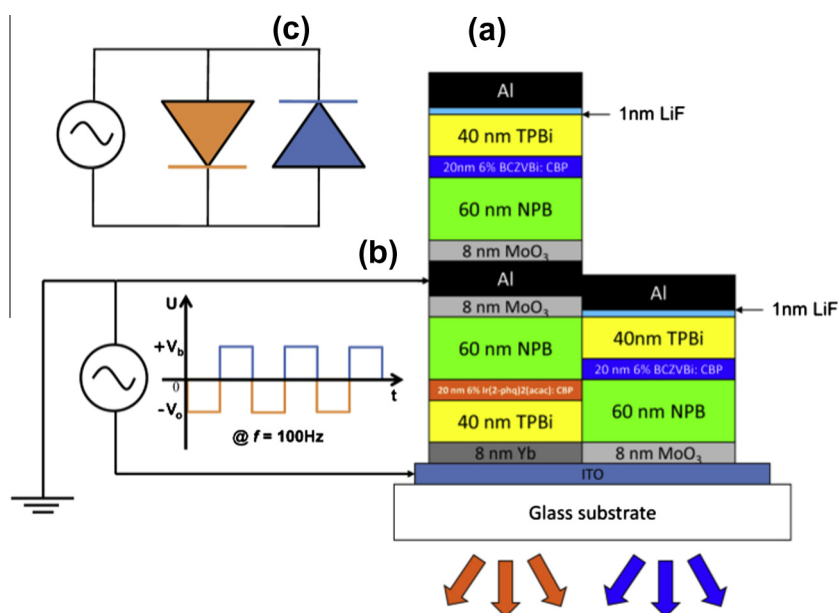 (c)
(a)
Al
1nm LiF
40 nm TPBi
20nm 6% BCZVBi: CBP
60 nm NPB
8 nm MoO₃
(b)
Al
8 nm MoO₃
60 nm NPB
20 nm 6% Ir(2-phq)2(acac): CBP
40 nm TPBi
8 nm Yb
Al
1nm LiF
40nm TPBi
20 nm 6% BCZVBi: CBP
60 nm NPB
8 nm MoO₃
U
+V_b
0
-V_o
t
@ f = 100Hz
ITO
Glass substrate